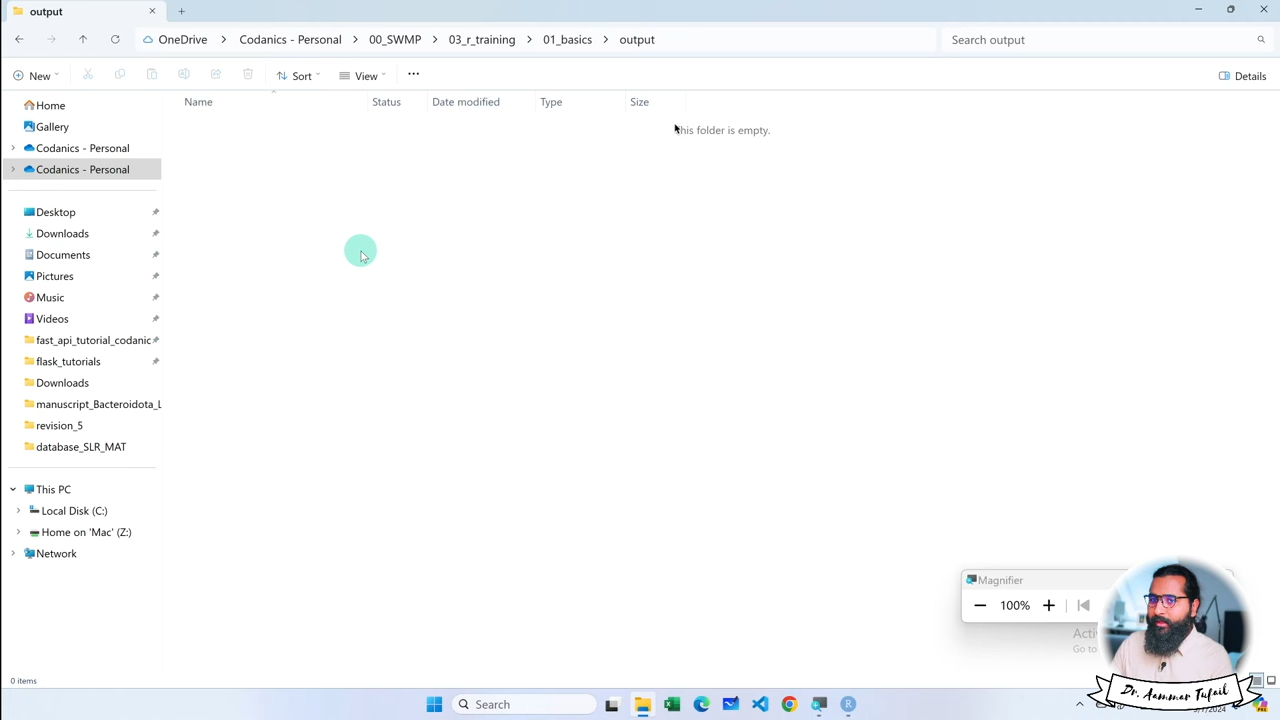 output
OneDrive > Codanics - Personal > 00_SWMP > 03_r_training > 01_basics > output
Search output
New
Sort
View
Details
Name
Status
Date modified
Type
Size
This folder is empty.
Home
Gallery
Codanics - Personal
Codanics - Personal
Desktop
Downloads
Documents
Pictures
Music
Videos
fast_api_tutorial_codanic
flask_tutorials
Downloads
manuscript_Bacteroidota_L
revision_5
database_SLR_MAT
This PC
Local Disk (C:)
Home on 'Mac' (Z:)
Network
Magnifier
100%
Go to
0 items
Search
Dr. Aammar Tufail